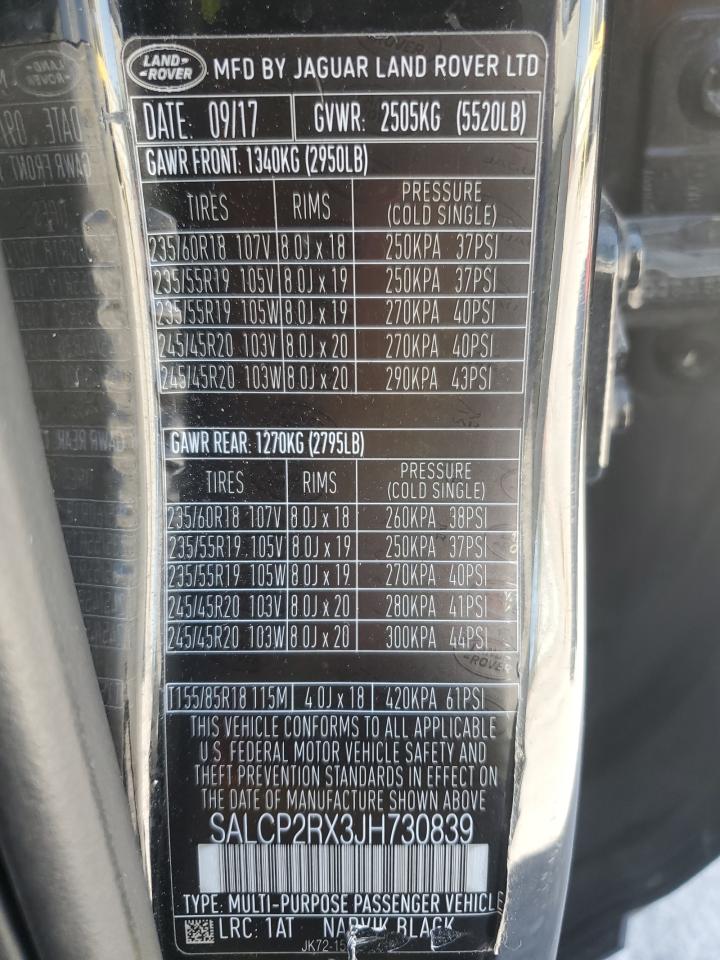 LAND ROVER MFD BY JAGUAR LAND ROVER LTD
DATE: 09/17 GVWR: 2505KG (5520LB)
GAWR FRONT: 1340KG (2950LB)
TIRES RIMS PRESSURE (COLD SINGLE)
235/60R18 107V 8.0J x 18 250KPA 37PSI
235/55R19 105V 8.0J x 19 250KPA 37PSI
235/55R19 105W 8.0J x 19 270KPA 40PSI
245/45R20 103V 8.0J x 20 270KPA 40PSI
245/45R20 103W 8.0J x 20 290KPA 43PSI
GAWR REAR: 1270KG (2795LB)
TIRES RIMS PRESSURE (COLD SINGLE)
235/60R18 107V 8.0J x 18 260KPA 38PSI
235/55R19 105V 8.0J x 19 250KPA 37PSI
235/55R19 105W 8.0J x 19 270KPA 40PSI
245/45R20 103V 8.0J x 20 280KPA 41PSI
245/45R20 103W 8.0J x 20 300KPA 44PSI
T155/85R18 115M 4.0J x 18 420KPA 61PSI
THIS VEHICLE CONFORMS TO ALL APPLICABLE
U.S. FEDERAL MOTOR VEHICLE SAFETY AND
THEFT PREVENTION STANDARDS IN EFFECT ON
THE DATE OF MANUFACTURE SHOWN ABOVE
SALCP2RX3JH730839
TYPE: MULTI-PURPOSE PASSENGER VEHICLE
LRC: 1AT NARVIK BLACK